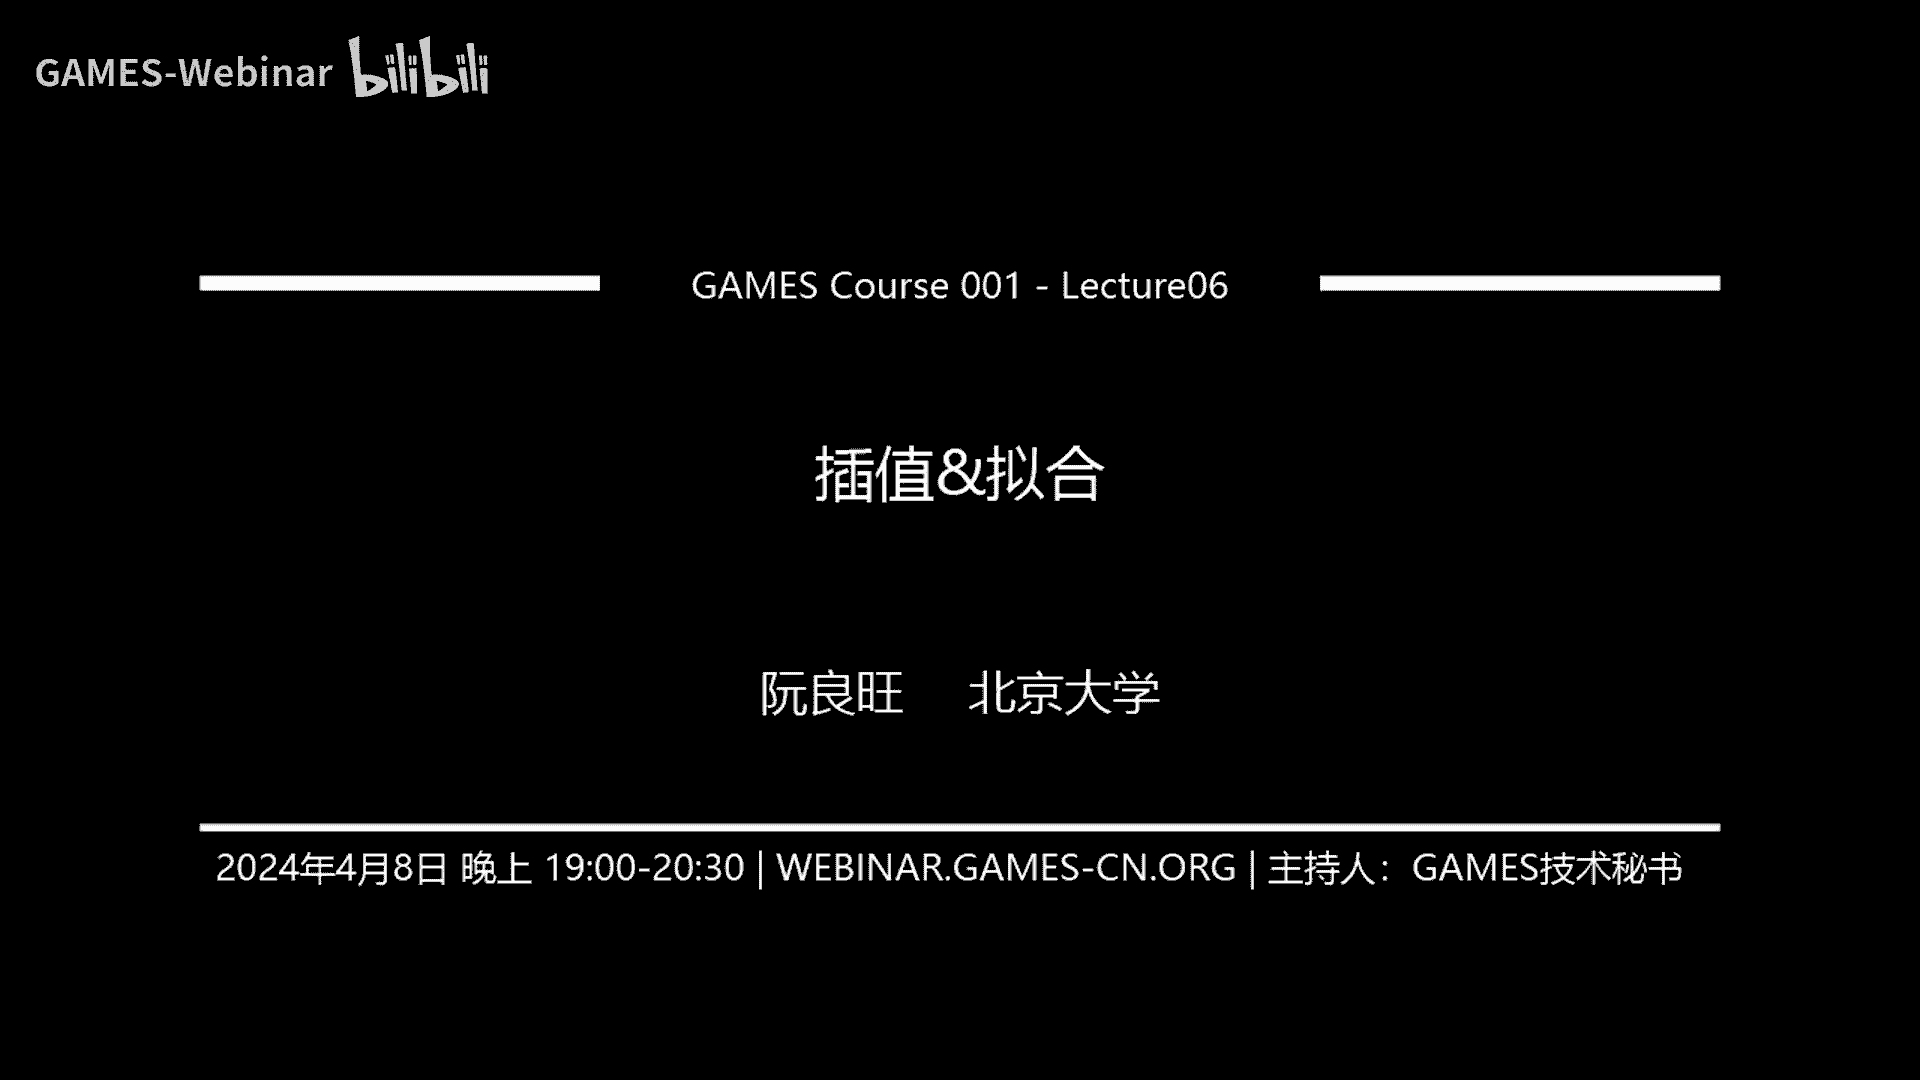 GAMES-Webinar bilibili
GAMES Course 001 - Lecture06
插值&拟合
阮良旺 北京大学
2024年4月8日 晚上 19:00-20:30 | WEBINAR.GAMES-CN.ORG | 主持人：GAMES技术秘书